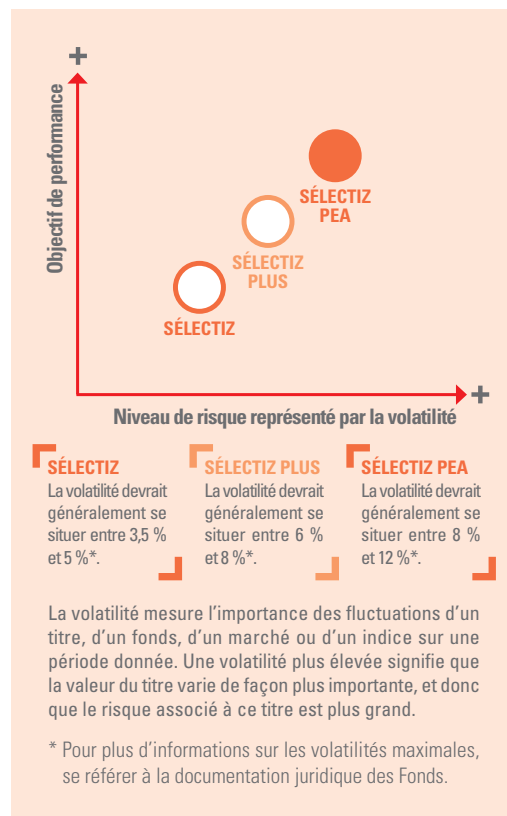 +
Objectif de performance
SÉLECTIZ
PEA
SÉLECTIZ
PLUS
SÉLECTIZ
+
Niveau de risque représenté par la volatilité
SÉLECTIZ
La volatilité devrait
généralement se
situer entre 3,5 %
et 5 %*.
SÉLECTIZ PLUS
La volatilité devrait
généralement se
situer entre 6 %
et 8 %*.
SÉLECTIZ PEA
La volatilité devrait
généralement se
situer entre 8 %
et 12 %*.
La volatilité mesure l’importance des fluctuations d’un
titre, d’un fonds, d’un marché ou d’un indice sur une
période donnée. Une volatilité plus élevée signifie que
la valeur du titre varie de façon plus importante, et donc
que le risque associé à ce titre est plus grand.
* Pour plus d’informations sur les volatilités maximales,
se référer à la documentation juridique des Fonds.